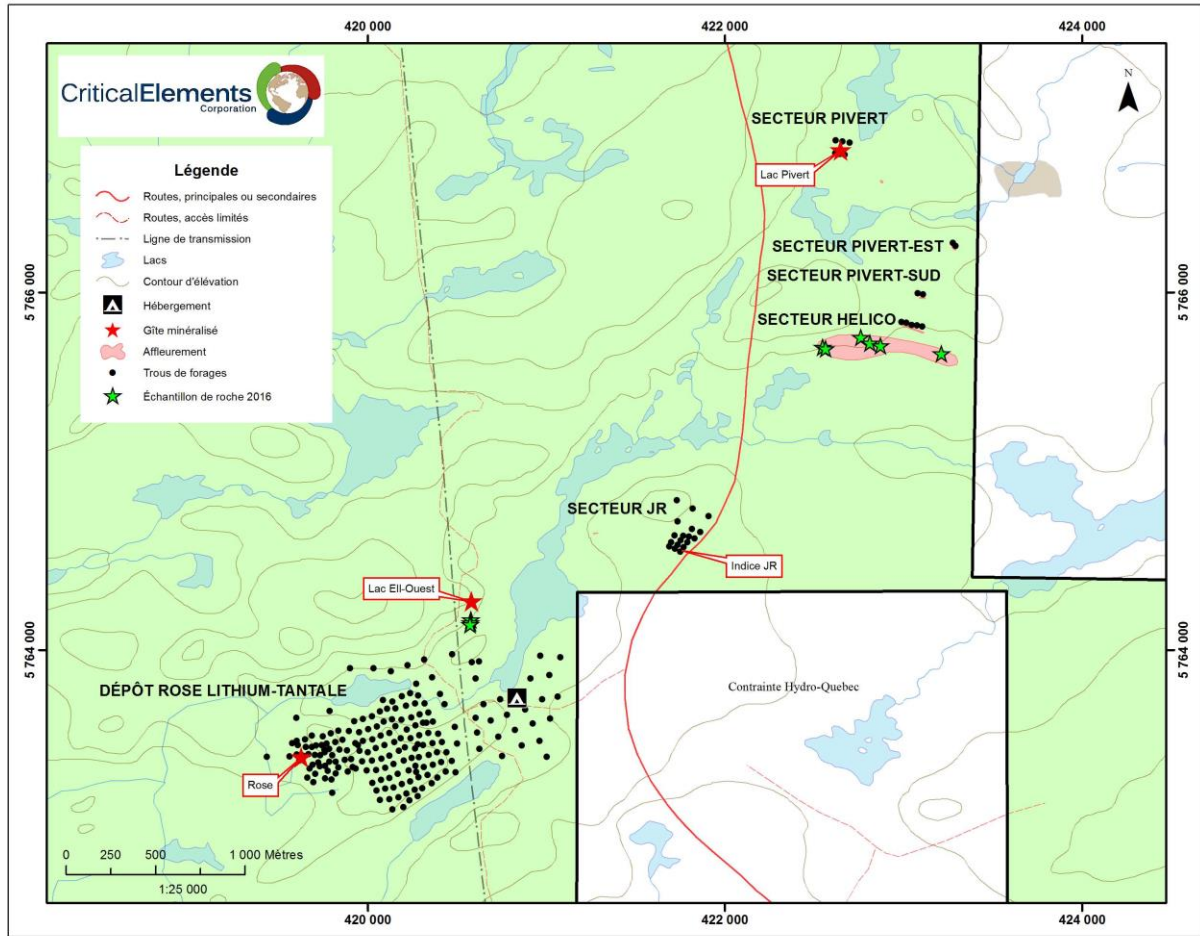 420 000
422 000
424 000
CriticalElements
Corporation
N
SECTEUR PIVERT
Lac Pivert
Légende
Routes, principales ou secondaires
Routes, accès limités
Ligne de transmission
Lacs
Contour d'élévation
Hébergement
Gîte minéralisé
Affleurement
Trous de forages
Échantillon de roche 2016
SECTEUR PIVERT-EST
SECTEUR PIVERT-SUD
5 766 000
5 766 000
SECTEUR HELICO
SECTEUR JR
Indice JR
Lac Ell-Ouest
5 764 000
5 764 000
DÉPÔT ROSE LITHIUM-TANTALE
Contrainte Hydro-Quebec
Rose
0 250 500 1 000 Mètres
1:25 000
420 000
422 000
424 000